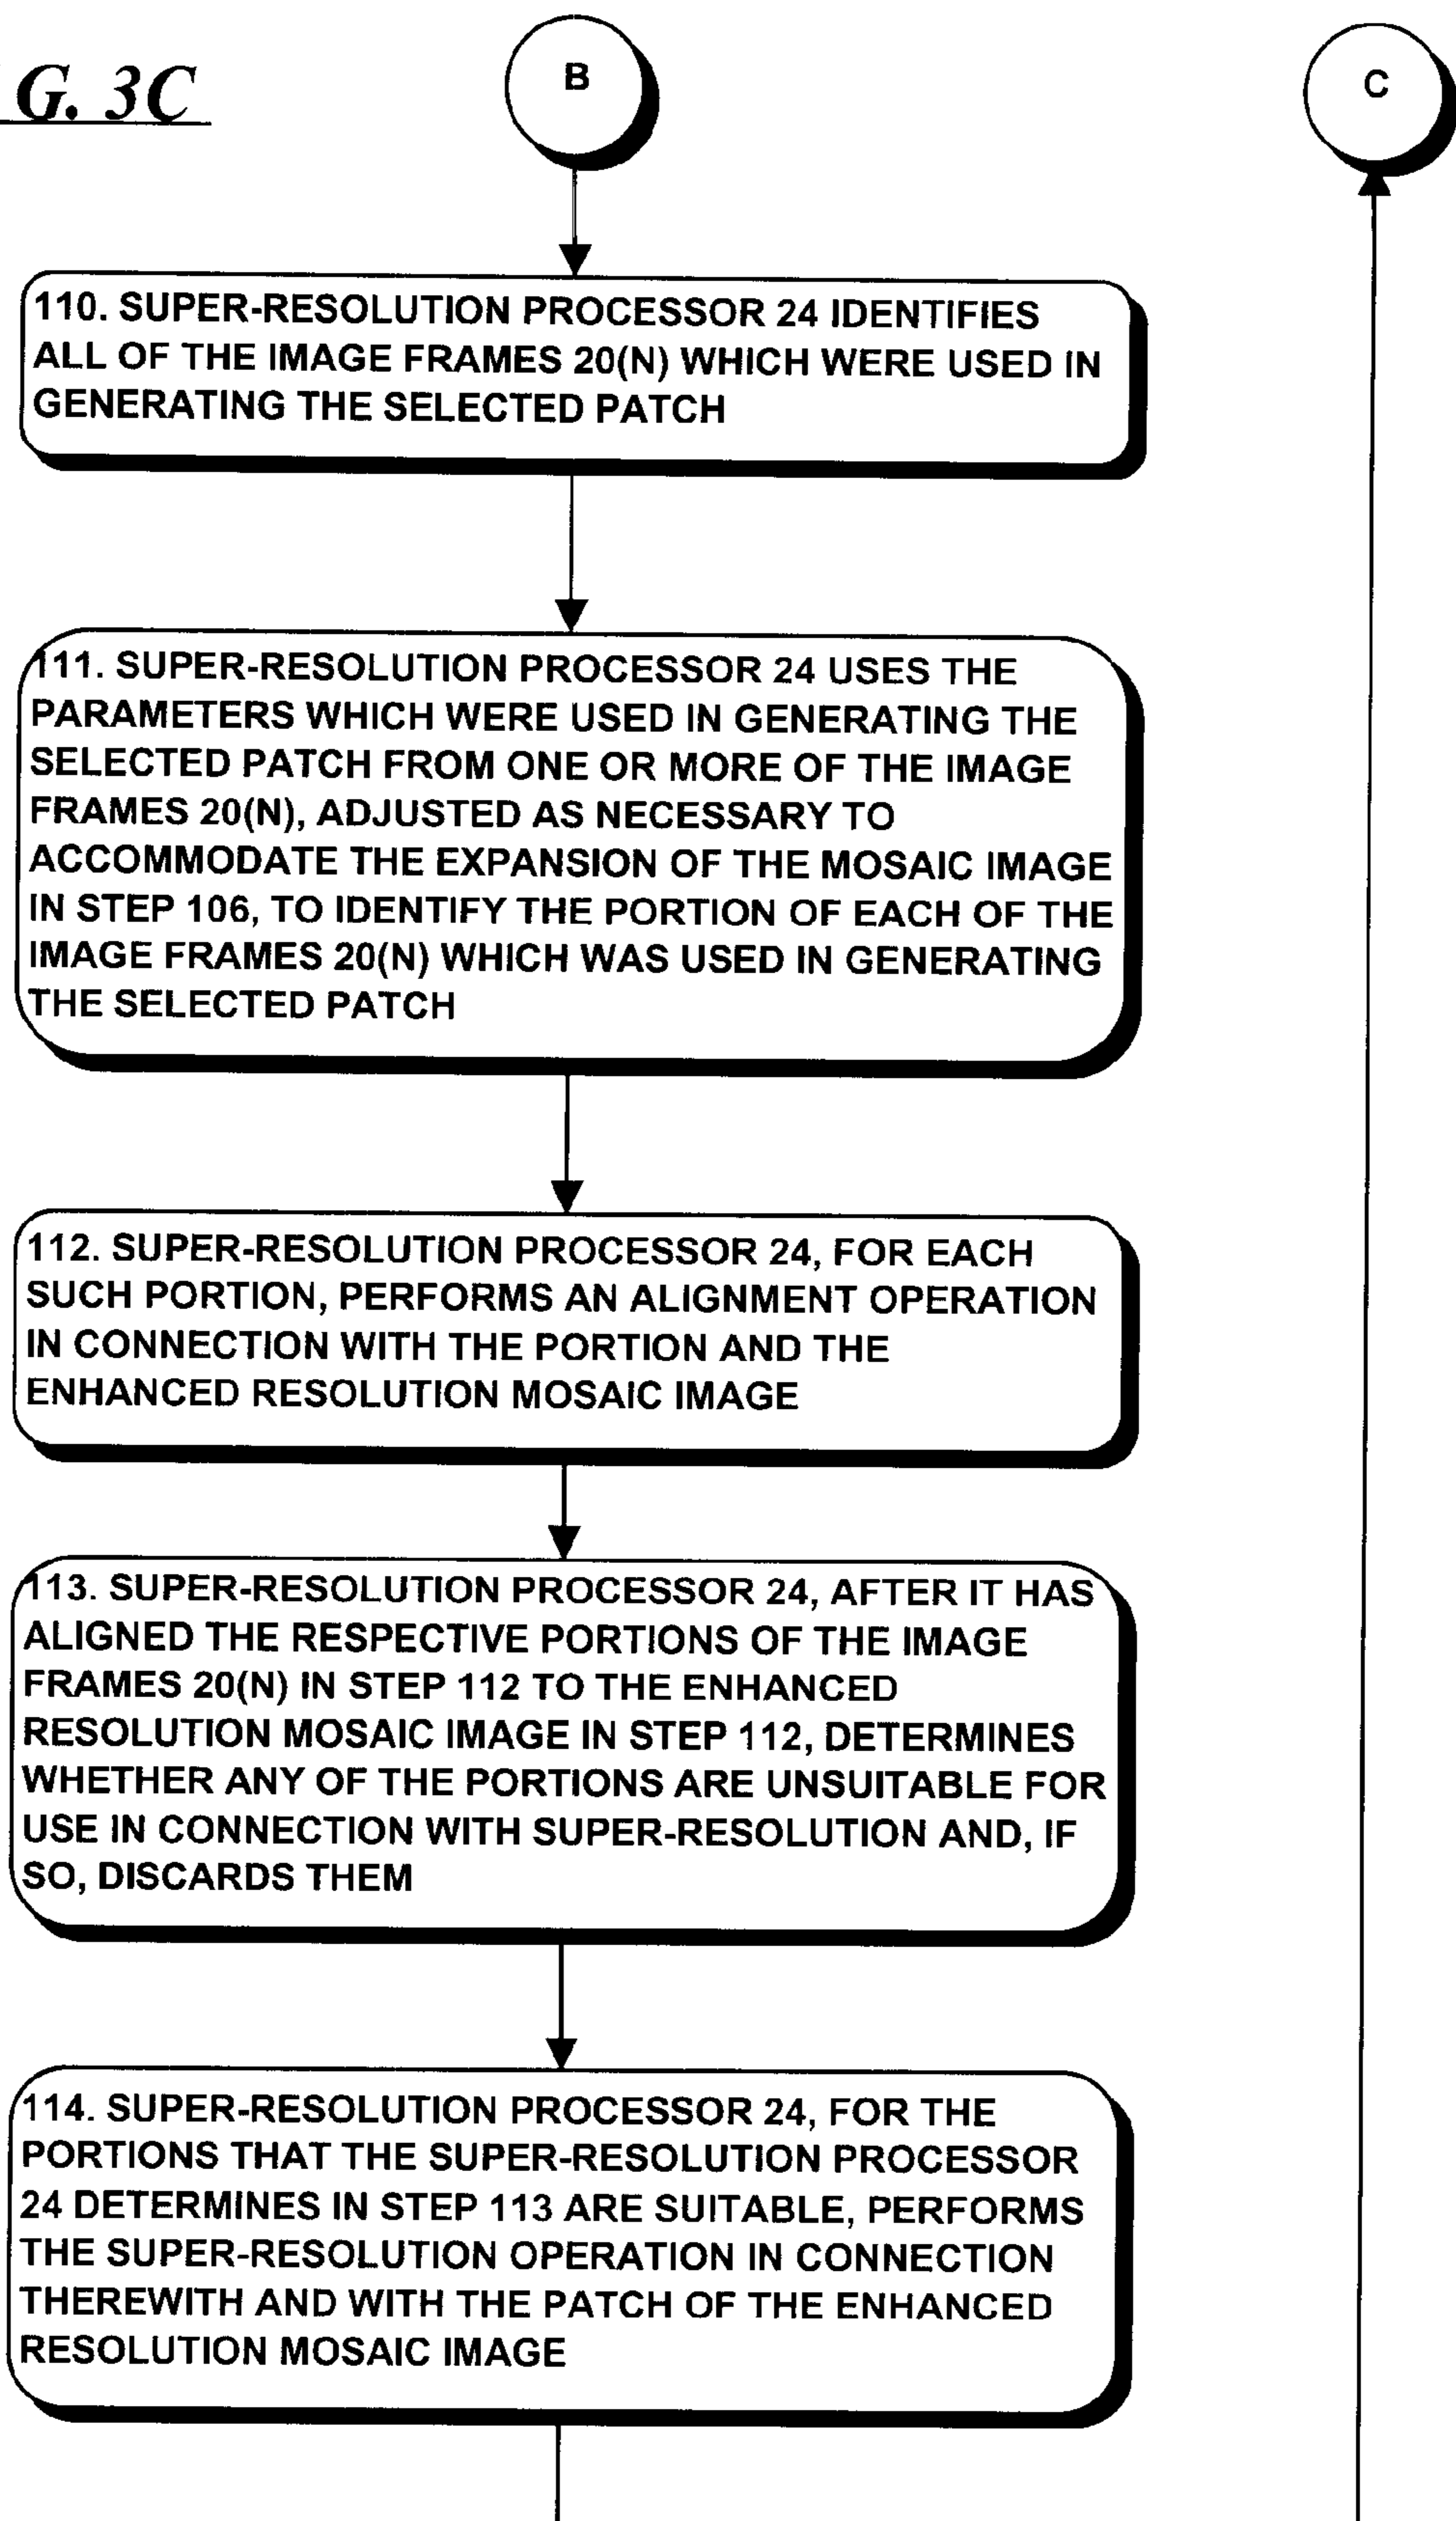 G. 3C
B
C
110. SUPER-RESOLUTION PROCESSOR 24 IDENTIFIES
ALL OF THE IMAGE FRAMES 20(N) WHICH WERE USED IN
GENERATING THE SELECTED PATCH
111. SUPER-RESOLUTION PROCESSOR 24 USES THE
PARAMETERS WHICH WERE USED IN GENERATING THE
SELECTED PATCH FROM ONE OR MORE OF THE IMAGE
FRAMES 20(N), ADJUSTED AS NECESSARY TO
ACCOMMODATE THE EXPANSION OF THE MOSAIC IMAGE
IN STEP 106, TO IDENTIFY THE PORTION OF EACH OF THE
IMAGE FRAMES 20(N) WHICH WAS USED IN GENERATING
THE SELECTED PATCH
112. SUPER-RESOLUTION PROCESSOR 24, FOR EACH
SUCH PORTION, PERFORMS AN ALIGNMENT OPERATION
IN CONNECTION WITH THE PORTION AND THE
ENHANCED RESOLUTION MOSAIC IMAGE
113. SUPER-RESOLUTION PROCESSOR 24, AFTER IT HAS
ALIGNED THE RESPECTIVE PORTIONS OF THE IMAGE
FRAMES 20(N) IN STEP 112 TO THE ENHANCED
RESOLUTION MOSAIC IMAGE IN STEP 112, DETERMINES
WHETHER ANY OF THE PORTIONS ARE UNSUITABLE FOR
USE IN CONNECTION WITH SUPER-RESOLUTION AND, IF
SO, DISCARDS THEM
114. SUPER-RESOLUTION PROCESSOR 24, FOR THE
PORTIONS THAT THE SUPER-RESOLUTION PROCESSOR
24 DETERMINES IN STEP 113 ARE SUITABLE, PERFORMS
THE SUPER-RESOLUTION OPERATION IN CONNECTION
THEREWITH AND WITH THE PATCH OF THE ENHANCED
RESOLUTION MOSAIC IMAGE